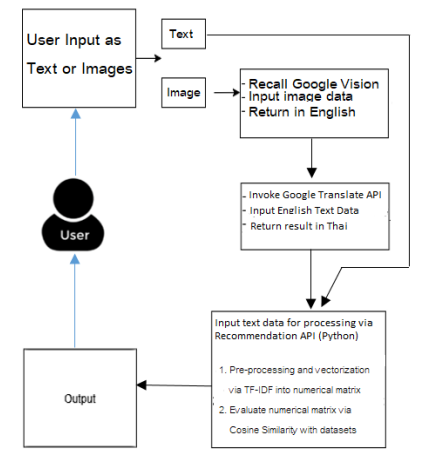 User Input as
Text or Images
Text
Image
- Recall Google Vision
- Input image data
- Return in English
- Invoke Google Translate API
- Input English Text Data
- Return result in Thai
User
Input text data for processing via
Recommendation API (Python)
1. Pre-processing and vectorization
via TF-IDF into numerical matrix
2. Evaluate numerical matrix via
Cosine Similarity with datasets
Output